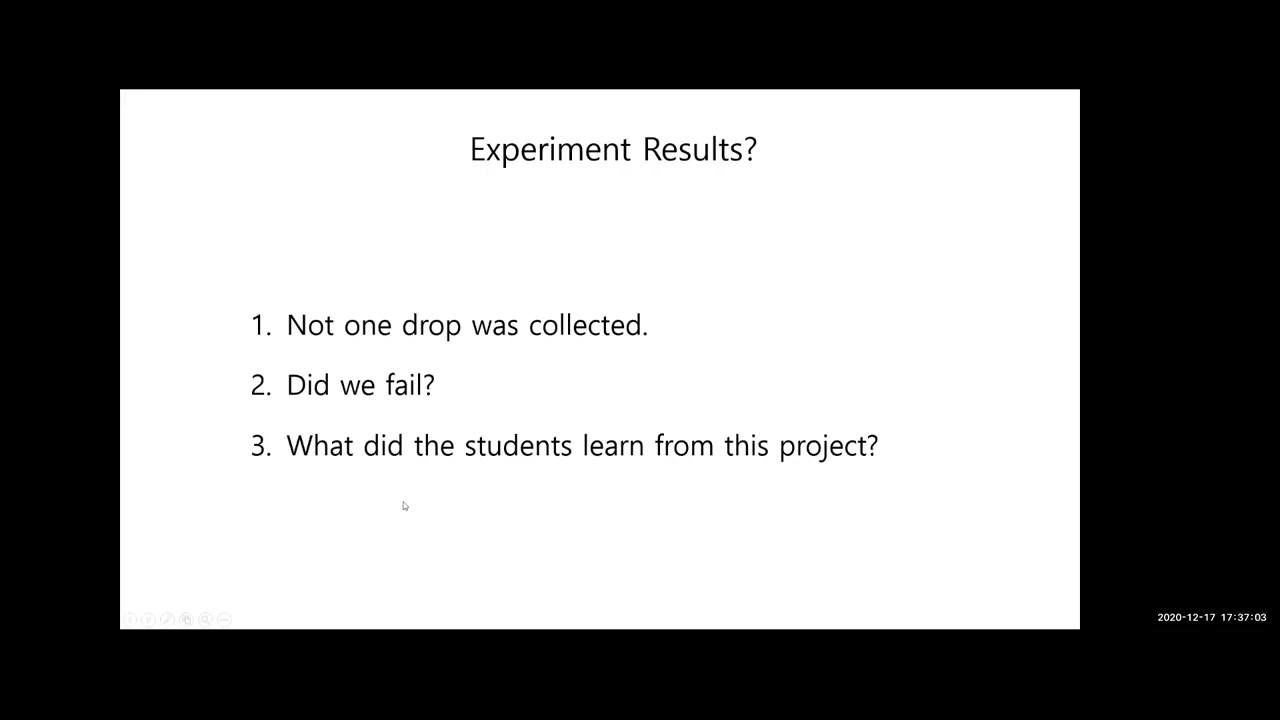 Experiment Results?
1. Not one drop was collected.
2. Did we fail?
3. What did the students learn from this project?
2020-12-17 17:37:03